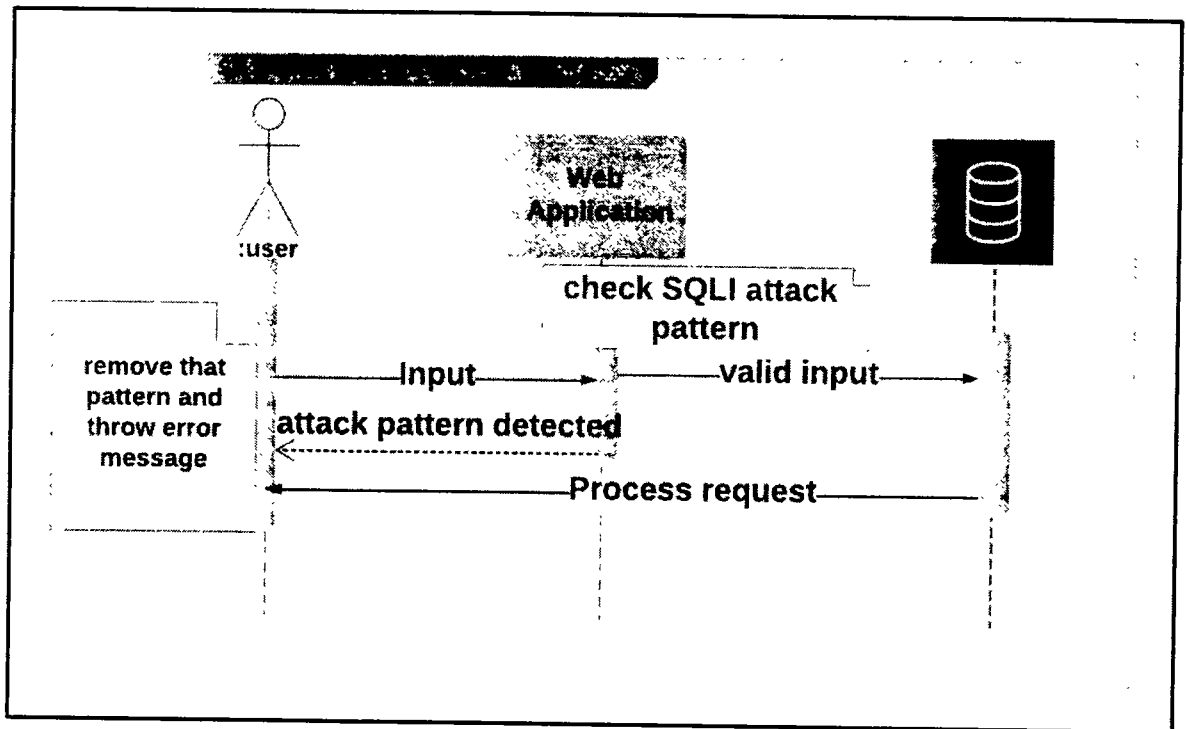 :user
Web
Application
check SQLI attack
pattern
remove that
pattern and
throw error
message
Input
valid input
attack pattern detected
Process request